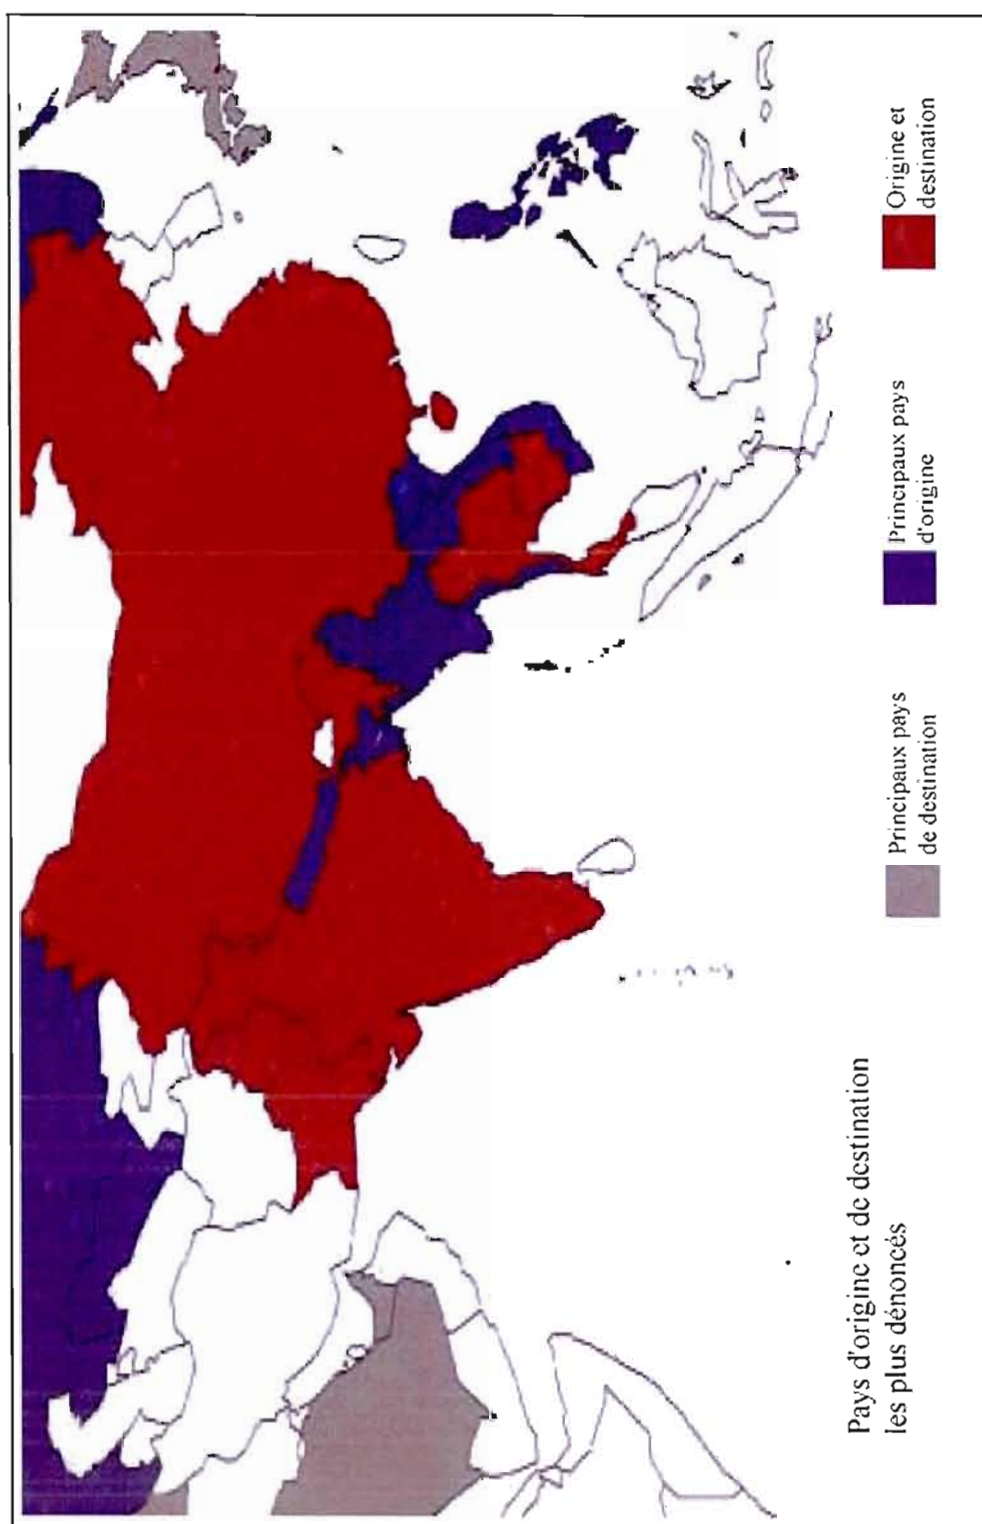 Pays d'origine et de destination
les plus dénoncés
Principaux pays
de destination
Principaux pays
d'origine
Origine et
destination